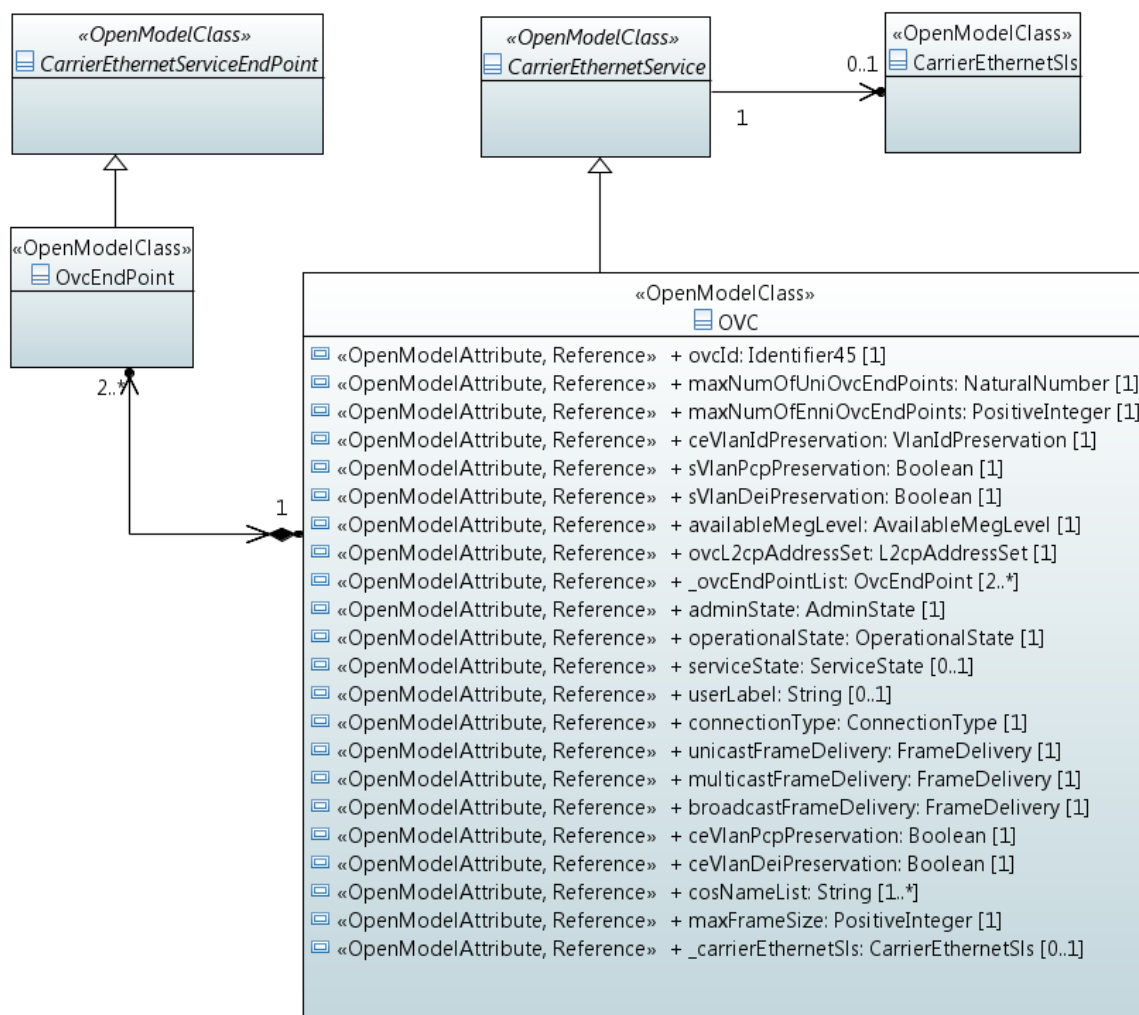 «OpenModelClass»
CarrierEthernetServiceEndPoint
«OpenModelClass»
CarrierEthernetService
«OpenModelClass»
CarrierEthernetSls
0..1
1
«OpenModelClass»
OvcEndPoint
2..*
1
«OpenModelClass»
OVC
«OpenModelAttribute, Reference» + ovcId: Identifier45 [1]
«OpenModelAttribute, Reference» + maxNumOfUniOvcEndPoints: NaturalNumber [1]
«OpenModelAttribute, Reference» + maxNumOfEnniOvcEndPoints: PositiveInteger [1]
«OpenModelAttribute, Reference» + ceVlanIdPreservation: VlanIdPreservation [1]
«OpenModelAttribute, Reference» + sVlanPcpPreservation: Boolean [1]
«OpenModelAttribute, Reference» + sVlanDeiPreservation: Boolean [1]
«OpenModelAttribute, Reference» + availableMegLevel: AvailableMegLevel [1]
«OpenModelAttribute, Reference» + ovcL2cpAddressSet: L2cpAddressSet [1]
«OpenModelAttribute, Reference» + _ovcEndPointList: OvcEndPoint [2..*]
«OpenModelAttribute, Reference» + adminState: AdminState [1]
«OpenModelAttribute, Reference» + operationalState: OperationalState [1]
«OpenModelAttribute, Reference» + serviceState: ServiceState [0..1]
«OpenModelAttribute, Reference» + userLabel: String [0..1]
«OpenModelAttribute, Reference» + connectionType: ConnectionType [1]
«OpenModelAttribute, Reference» + unicastFrameDelivery: FrameDelivery [1]
«OpenModelAttribute, Reference» + multicastFrameDelivery: FrameDelivery [1]
«OpenModelAttribute, Reference» + broadcastFrameDelivery: FrameDelivery [1]
«OpenModelAttribute, Reference» + ceVlanPcpPreservation: Boolean [1]
«OpenModelAttribute, Reference» + ceVlanDeiPreservation: Boolean [1]
«OpenModelAttribute, Reference» + cosNameList: String [1..*]
«OpenModelAttribute, Reference» + maxFrameSize: PositiveInteger [1]
«OpenModelAttribute, Reference» + _carrierEthernetSls: CarrierEthernetSls [0..1]